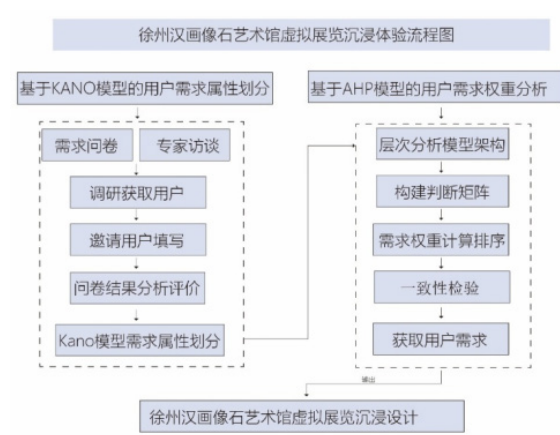 徐州汉画像石艺术馆虚拟展览沉浸体验流程图
基于KANO模型的用户需求属性划分
需求问卷
专家访谈
调研获取用户
邀请用户填写
问卷结果分析评价
Kano模型需求属性划分
基于AHP模型的用户需求权重分析
层次分析模型架构
构建判断矩阵
需求权重计算排序
一致性检验
获取用户需求
输出
徐州汉画像石艺术馆虚拟展览沉浸设计